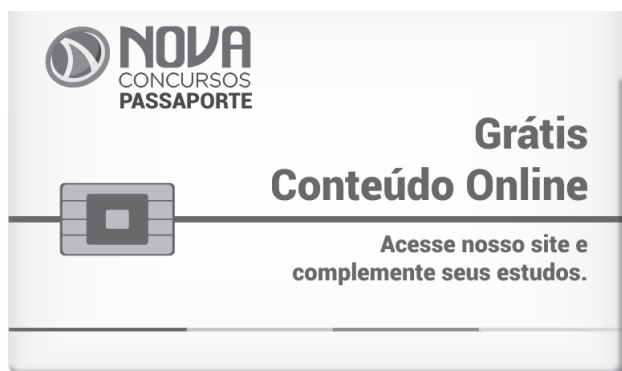 NOVA
CONCURSOS
PASSAPORTE
Grátis
Conteúdo Online
Acesse nosso site e
complemente seus estudos.